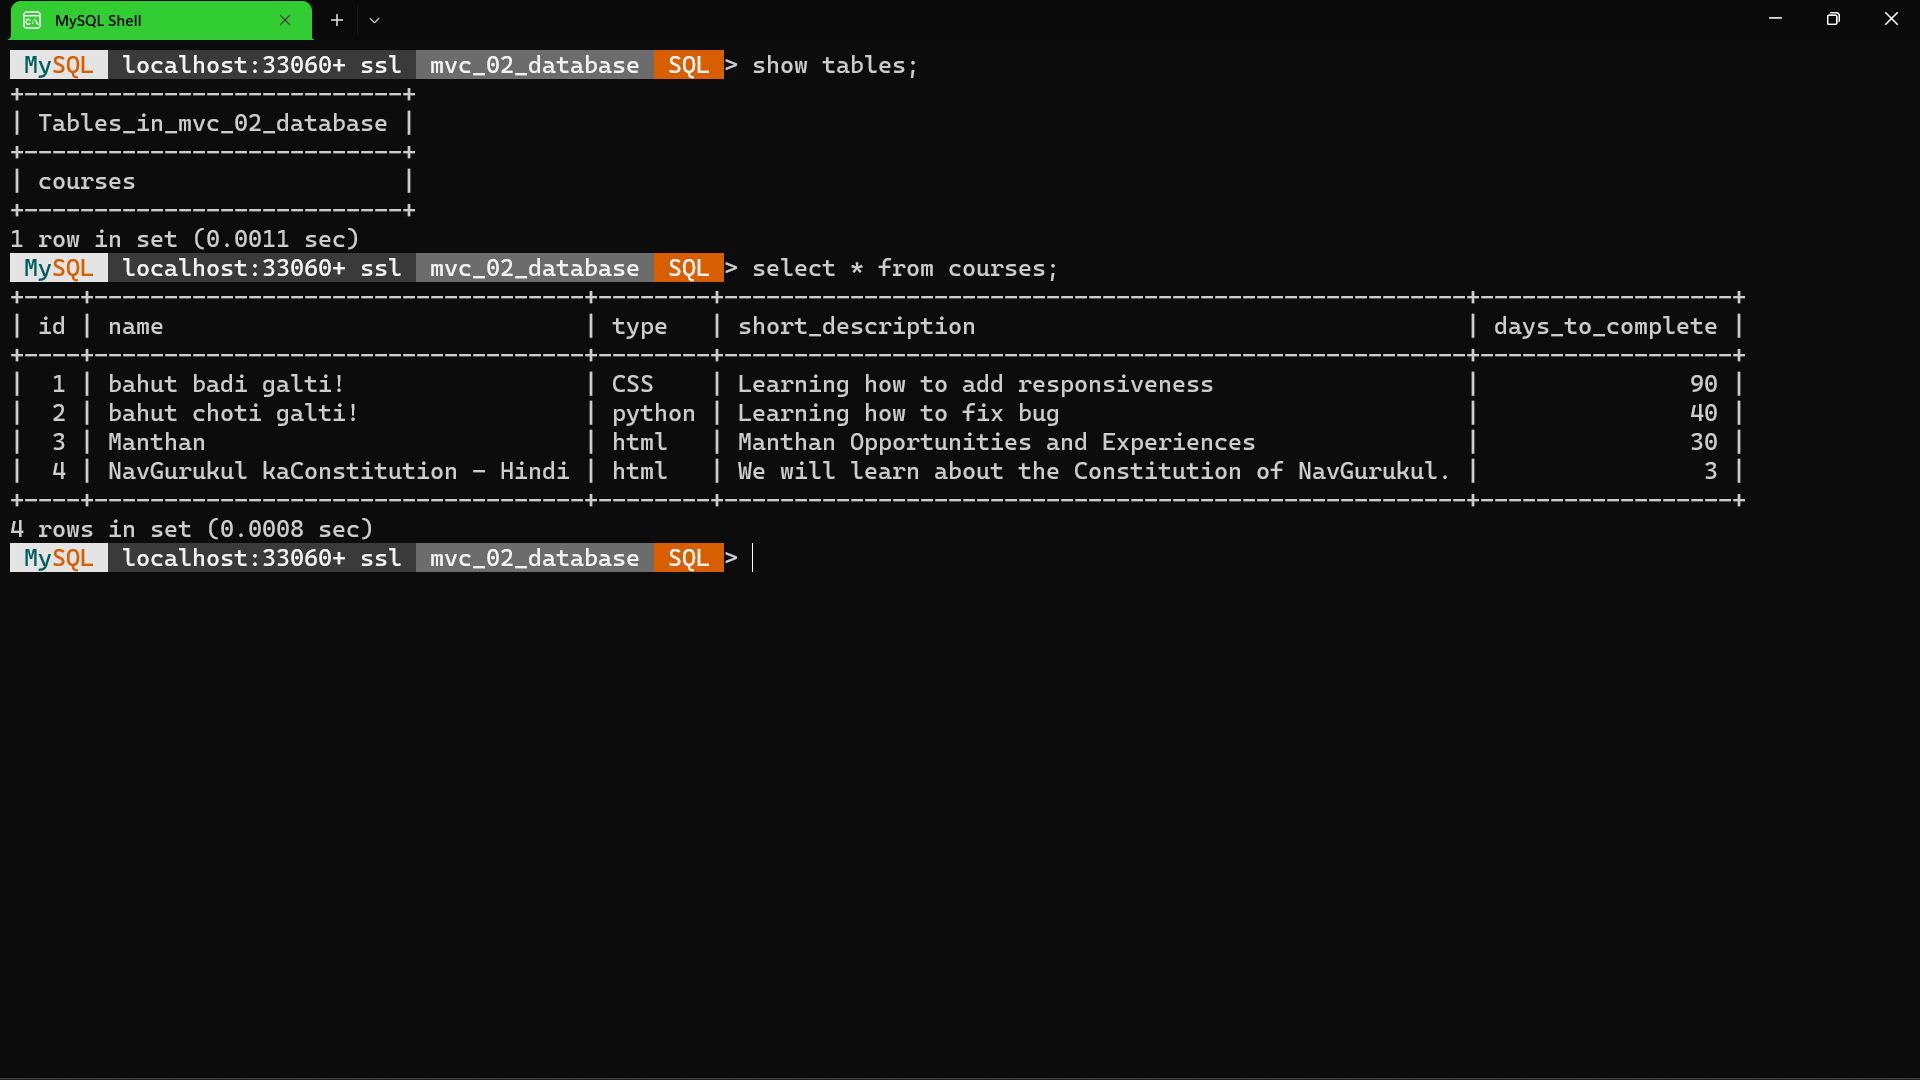 MySQL Shell
MySQL localhost:33060+ ssl mvc_02_database SQL > show tables;
+---------------------------+
| Tables_in_mvc_02_database |
+---------------------------+
| courses                   |
+---------------------------+
1 row in set (0.0011 sec)
MySQL localhost:33060+ ssl mvc_02_database SQL > select * from courses;
+----+-----------------------------------+--------+-----------------------------------------------------+------------------+
| id | name                              | type   | short_description                                   | days_to_complete |
+----+-----------------------------------+--------+-----------------------------------------------------+------------------+
|  1 | bahut badi galti!                 | CSS    | Learning how to add responsiveness                  |               90 |
|  2 | bahut choti galti!                | python | Learning how to fix bug                             |               40 |
|  3 | Manthan                           | html   | Manthan Opportunities and Experiences               |               30 |
|  4 | NavGurukul kaConstitution - Hindi | html   | We will learn about the Constitution of NavGurukul. |                3 |
+----+-----------------------------------+--------+-----------------------------------------------------+------------------+
4 rows in set (0.0008 sec)
MySQL localhost:33060+ ssl mvc_02_database SQL >